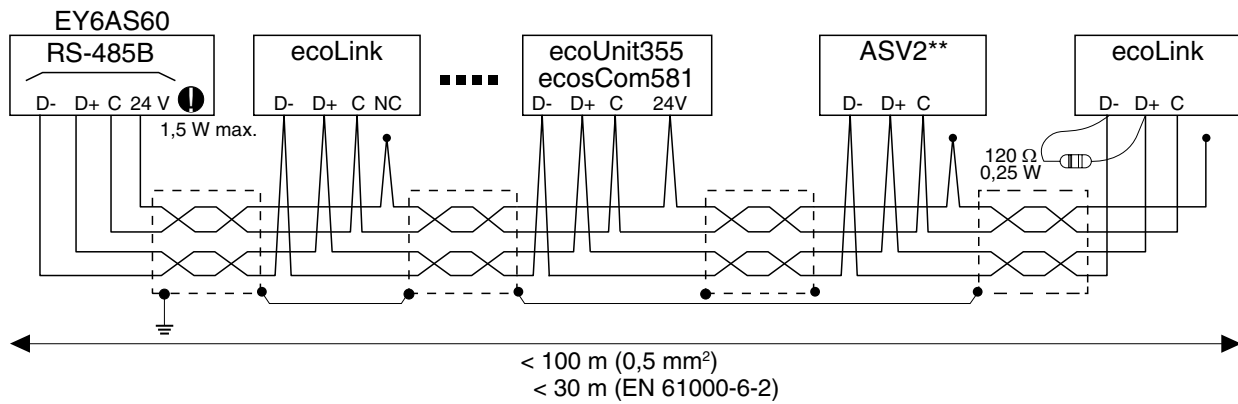 EY6AS60
RS-485B
D- D+ C 24 V
1,5 W max.
ecoLink
D- D+ C NC
ecoUnit355
ecosCom581
D- D+ C 24V
ASV2**
D- D+ C
ecoLink
D- D+ C
120 Ω
0,25 W
< 100 m (0,5 mm²)
< 30 m (EN 61000-6-2)